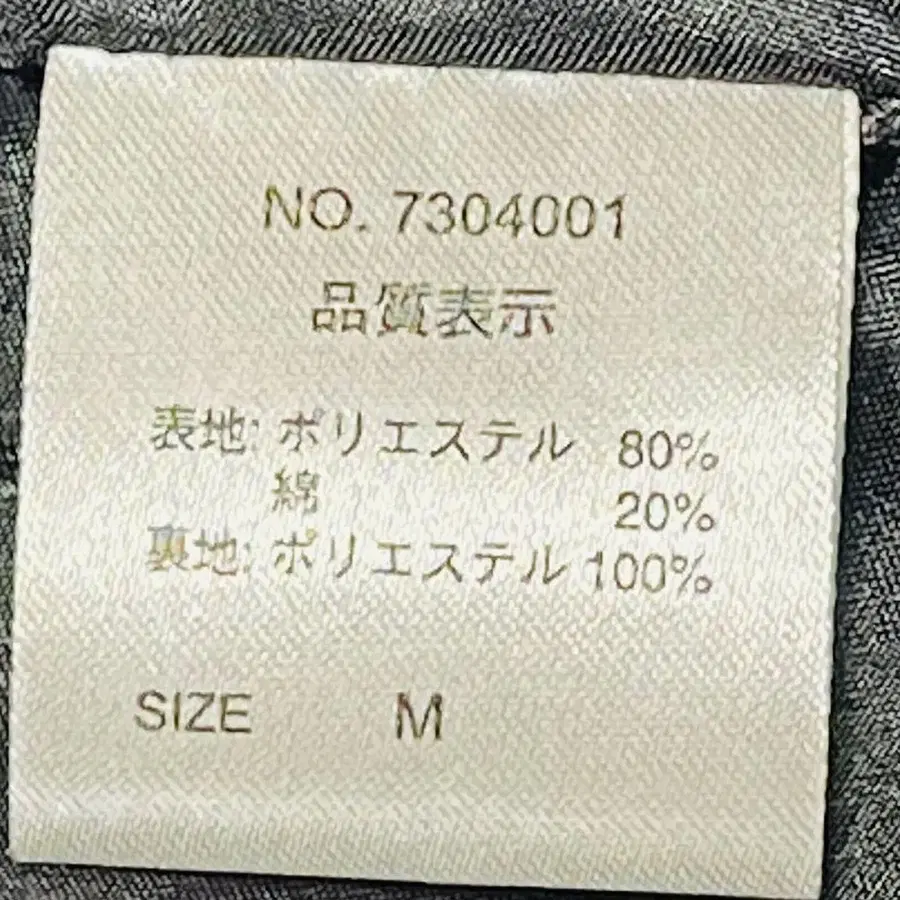 NO. 7304001
品質表示
表地: ポリエステル 80%
綿 20%
裏地: ポリエステル 100%
SIZE M